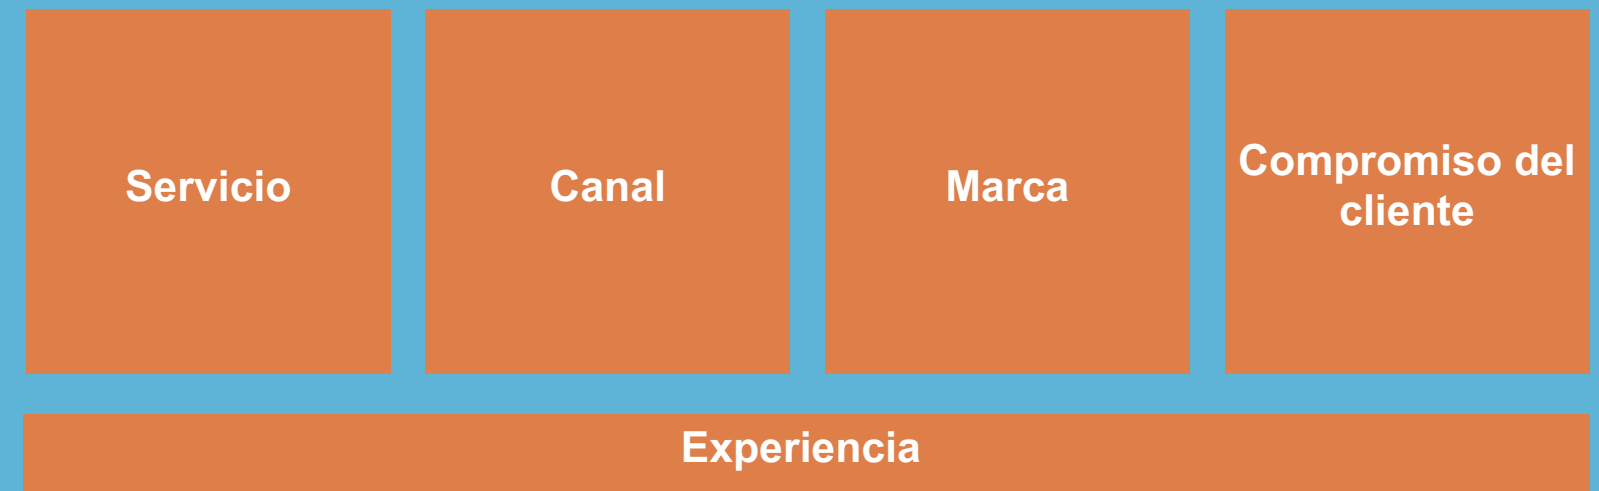 Servicio
Canal
Marca
Compromiso del
cliente
Experiencia